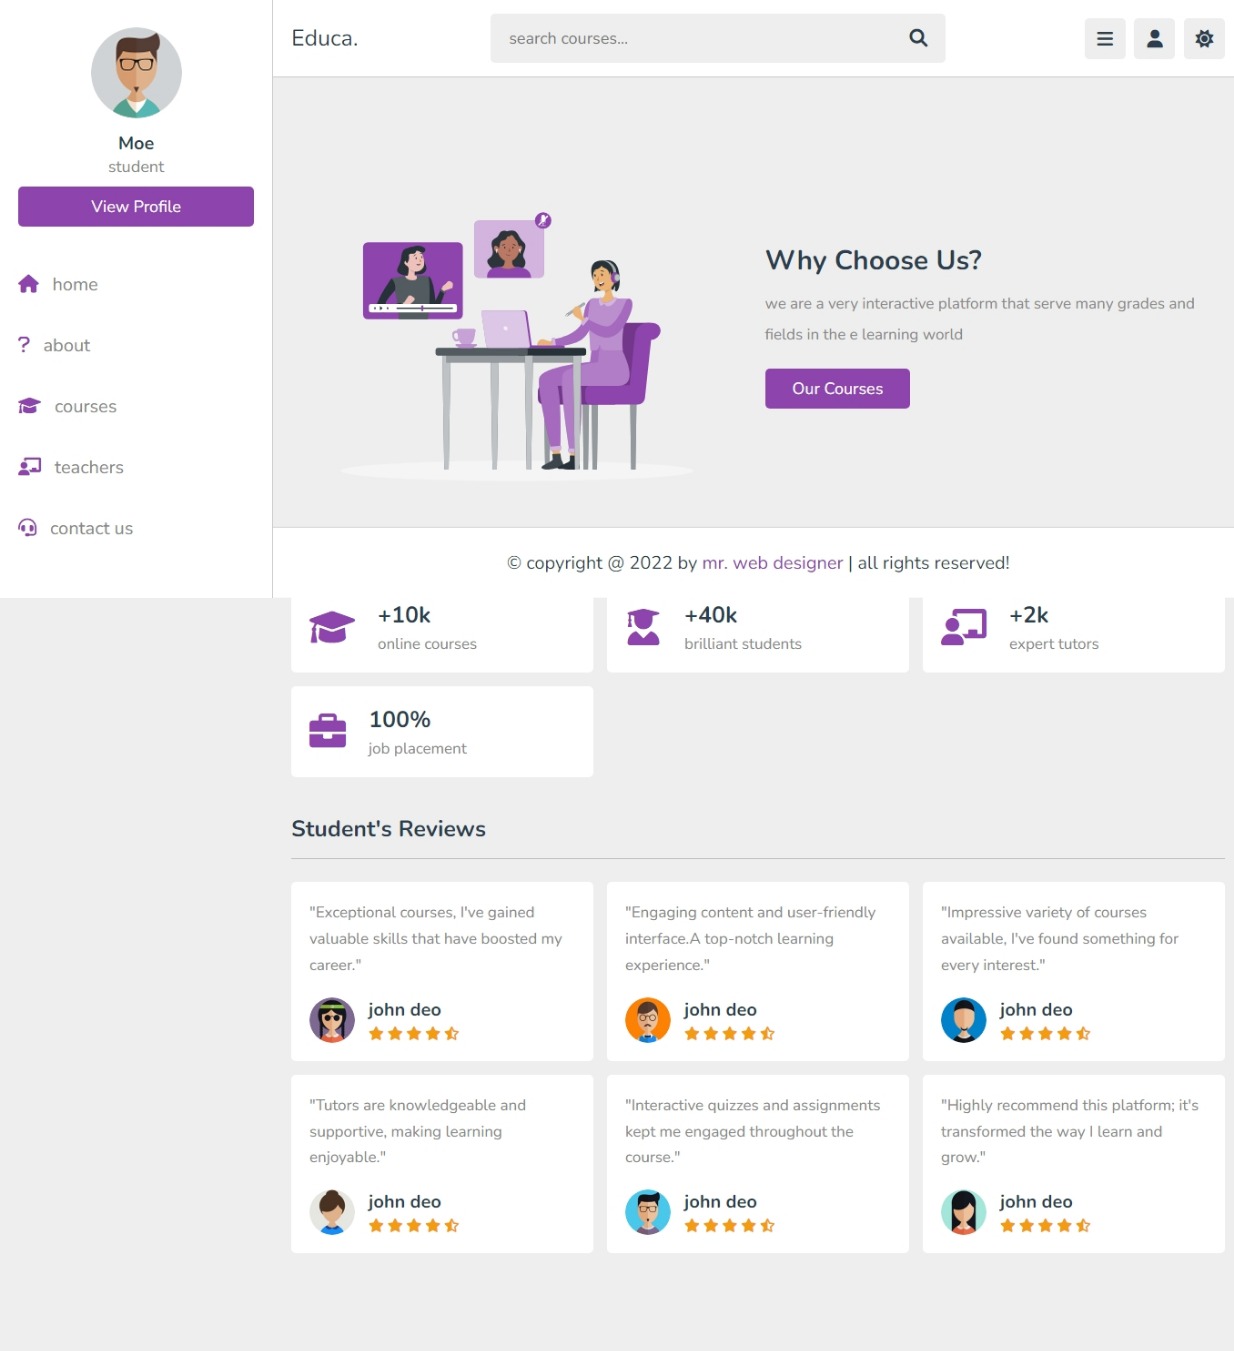 Educa.
search courses...
Moe
student
View Profile
home
about
courses
teachers
contact us
Why Choose Us?
we are a very interactive platform that serve many grades and
fields in the e learning world
Our Courses
© copyright @ 2022 by mr. web designer | all rights reserved!
+10k
online courses
+40k
brilliant students
+2k
expert tutors
100%
job placement
Student's Reviews
"Exceptional courses, I've gained
valuable skills that have boosted my
career."
john deo
"Engaging content and user-friendly
interface.A top-notch learning
experience."
john deo
"Impressive variety of courses
available, I've found something for
every interest."
john deo
"Tutors are knowledgeable and
supportive, making learning
enjoyable."
john deo
"Interactive quizzes and assignments
kept me engaged throughout the
course."
john deo
"Highly recommend this platform; it's
transformed the way I learn and
grow."
john deo